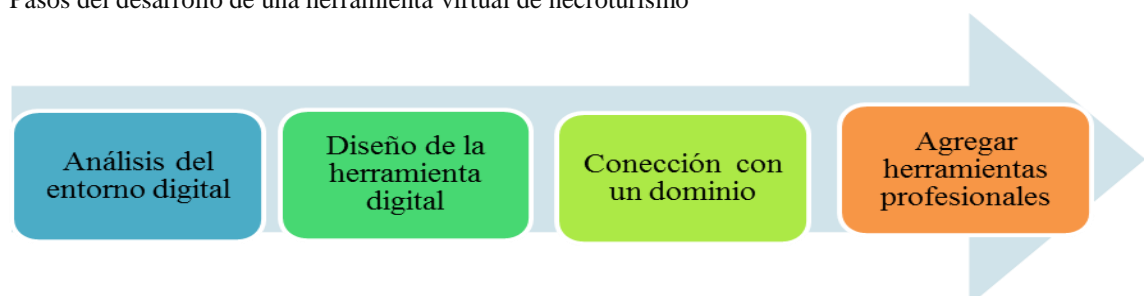 Pasos del desarrollo de una herramienta virtual de necroturismo
Análisis del
entorno digital
Diseño de la
herramienta
digital
Conección con
un dominio
Agregar
herramientas
profesionales